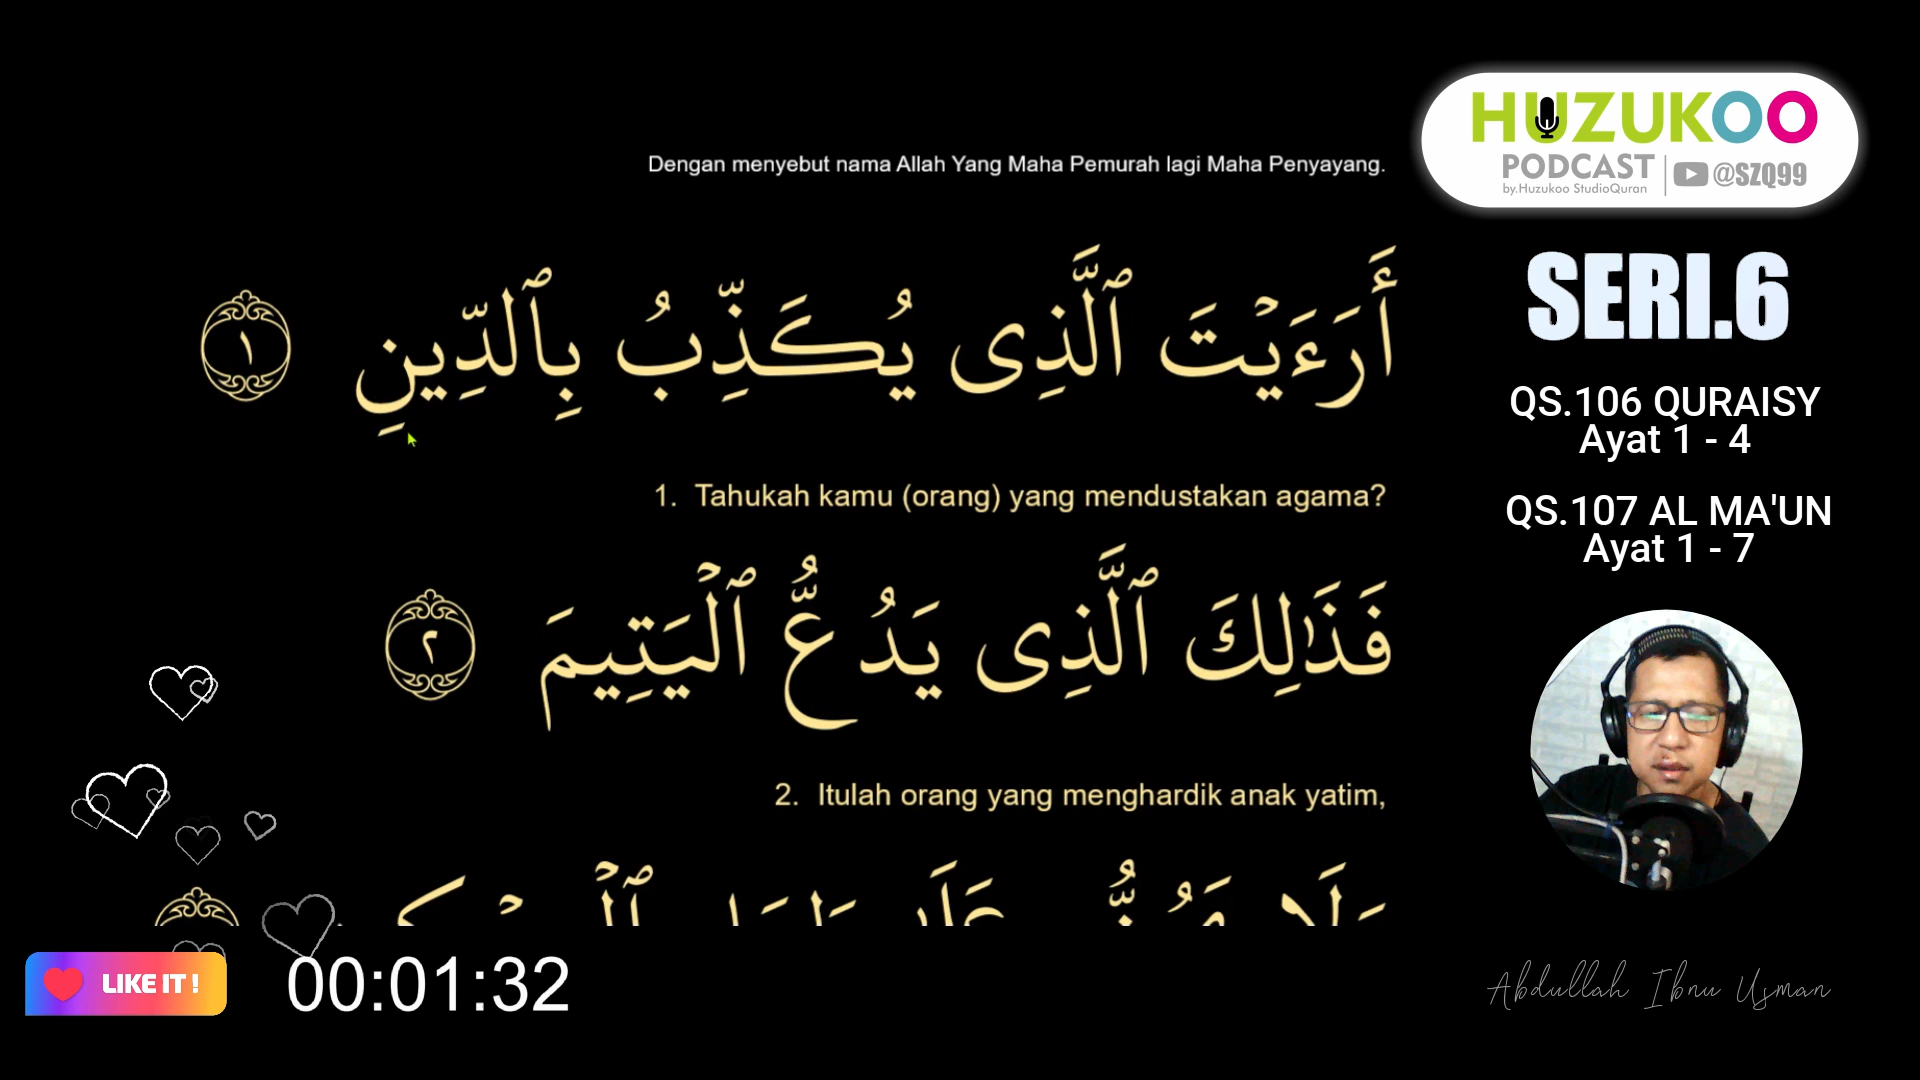 Dengan menyebut nama Allah Yang Maha Pemurah lagi Maha Penyayang.
أَرَءَيْتَ ٱلَّذِى يُكَذِّبُ بِٱلدِّينِ ١
1. Tahukah kamu (orang) yang mendustakan agama?
فَذَٰلِكَ ٱلَّذِى يَدُعُّ ٱلْيَتِيمَ ٢
2. Itulah orang yang menghardik anak yatim,
LIKE IT !
00:01:32
HUZUKOO
PODCAST
by.Huzukoo StudioQuran
@SZQ99
SERI.6
QS.106 QURAISY
Ayat 1 - 4
QS.107 AL MA'UN
Ayat 1 - 7
Abdullah Ibnu Usman